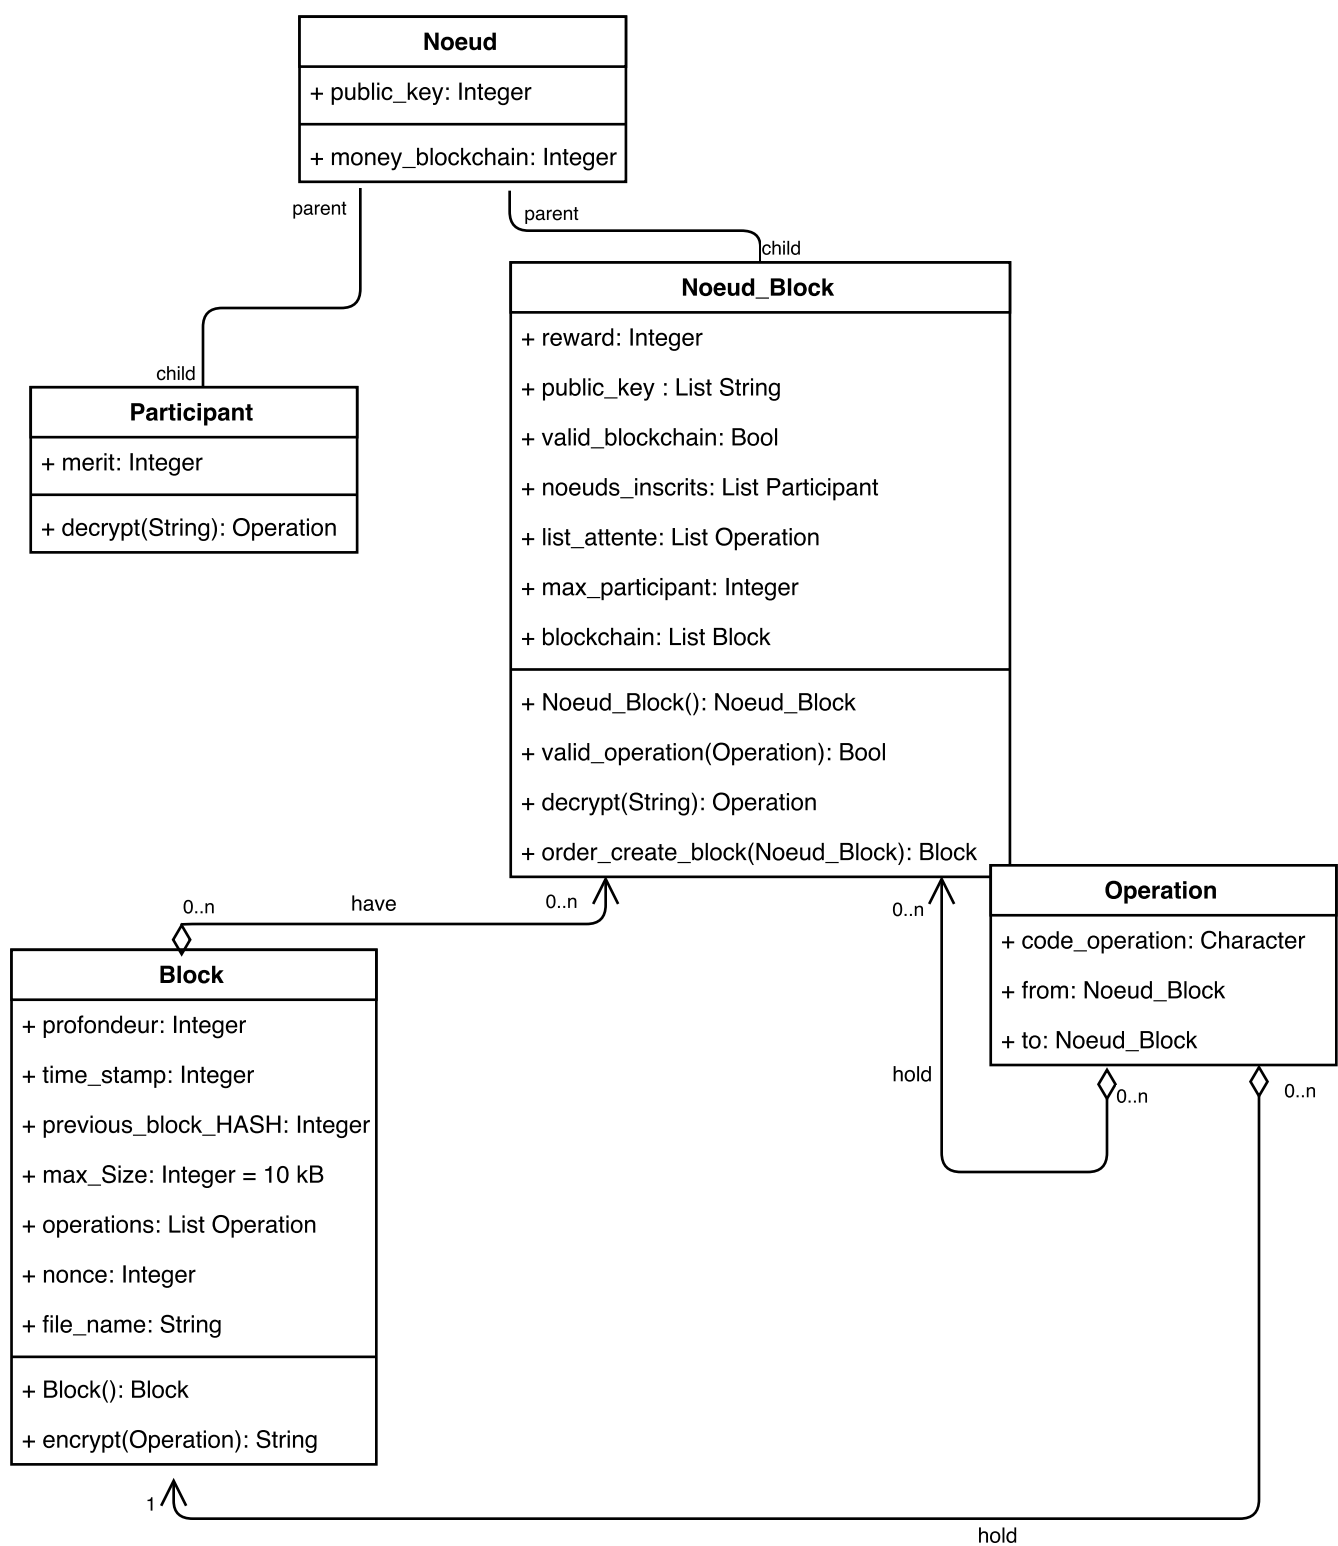 Noeud
+ public_key: Integer
+ money_blockchain: Integer
parent
parent
child
child
Participant
+ merit: Integer
+ decrypt(String): Operation
Noeud_Block
+ reward: Integer
+ public_key : List String
+ valid_blockchain: Bool
+ noeuds_inscrits: List Participant
+ list_attente: List Operation
+ max_participant: Integer
+ blockchain: List Block
+ Noeud_Block(): Noeud_Block
+ valid_operation(Operation): Bool
+ decrypt(String): Operation
+ order_create_block(Noeud_Block): Block
0..n
have
0..n
0..n
Operation
+ code_operation: Character
+ from: Noeud_Block
+ to: Noeud_Block
hold
0..n
0..n
Block
+ profondeur: Integer
+ time_stamp: Integer
+ previous_block_HASH: Integer
+ max_Size: Integer = 10 kB
+ operations: List Operation
+ nonce: Integer
+ file_name: String
+ Block(): Block
+ encrypt(Operation): String
1
hold